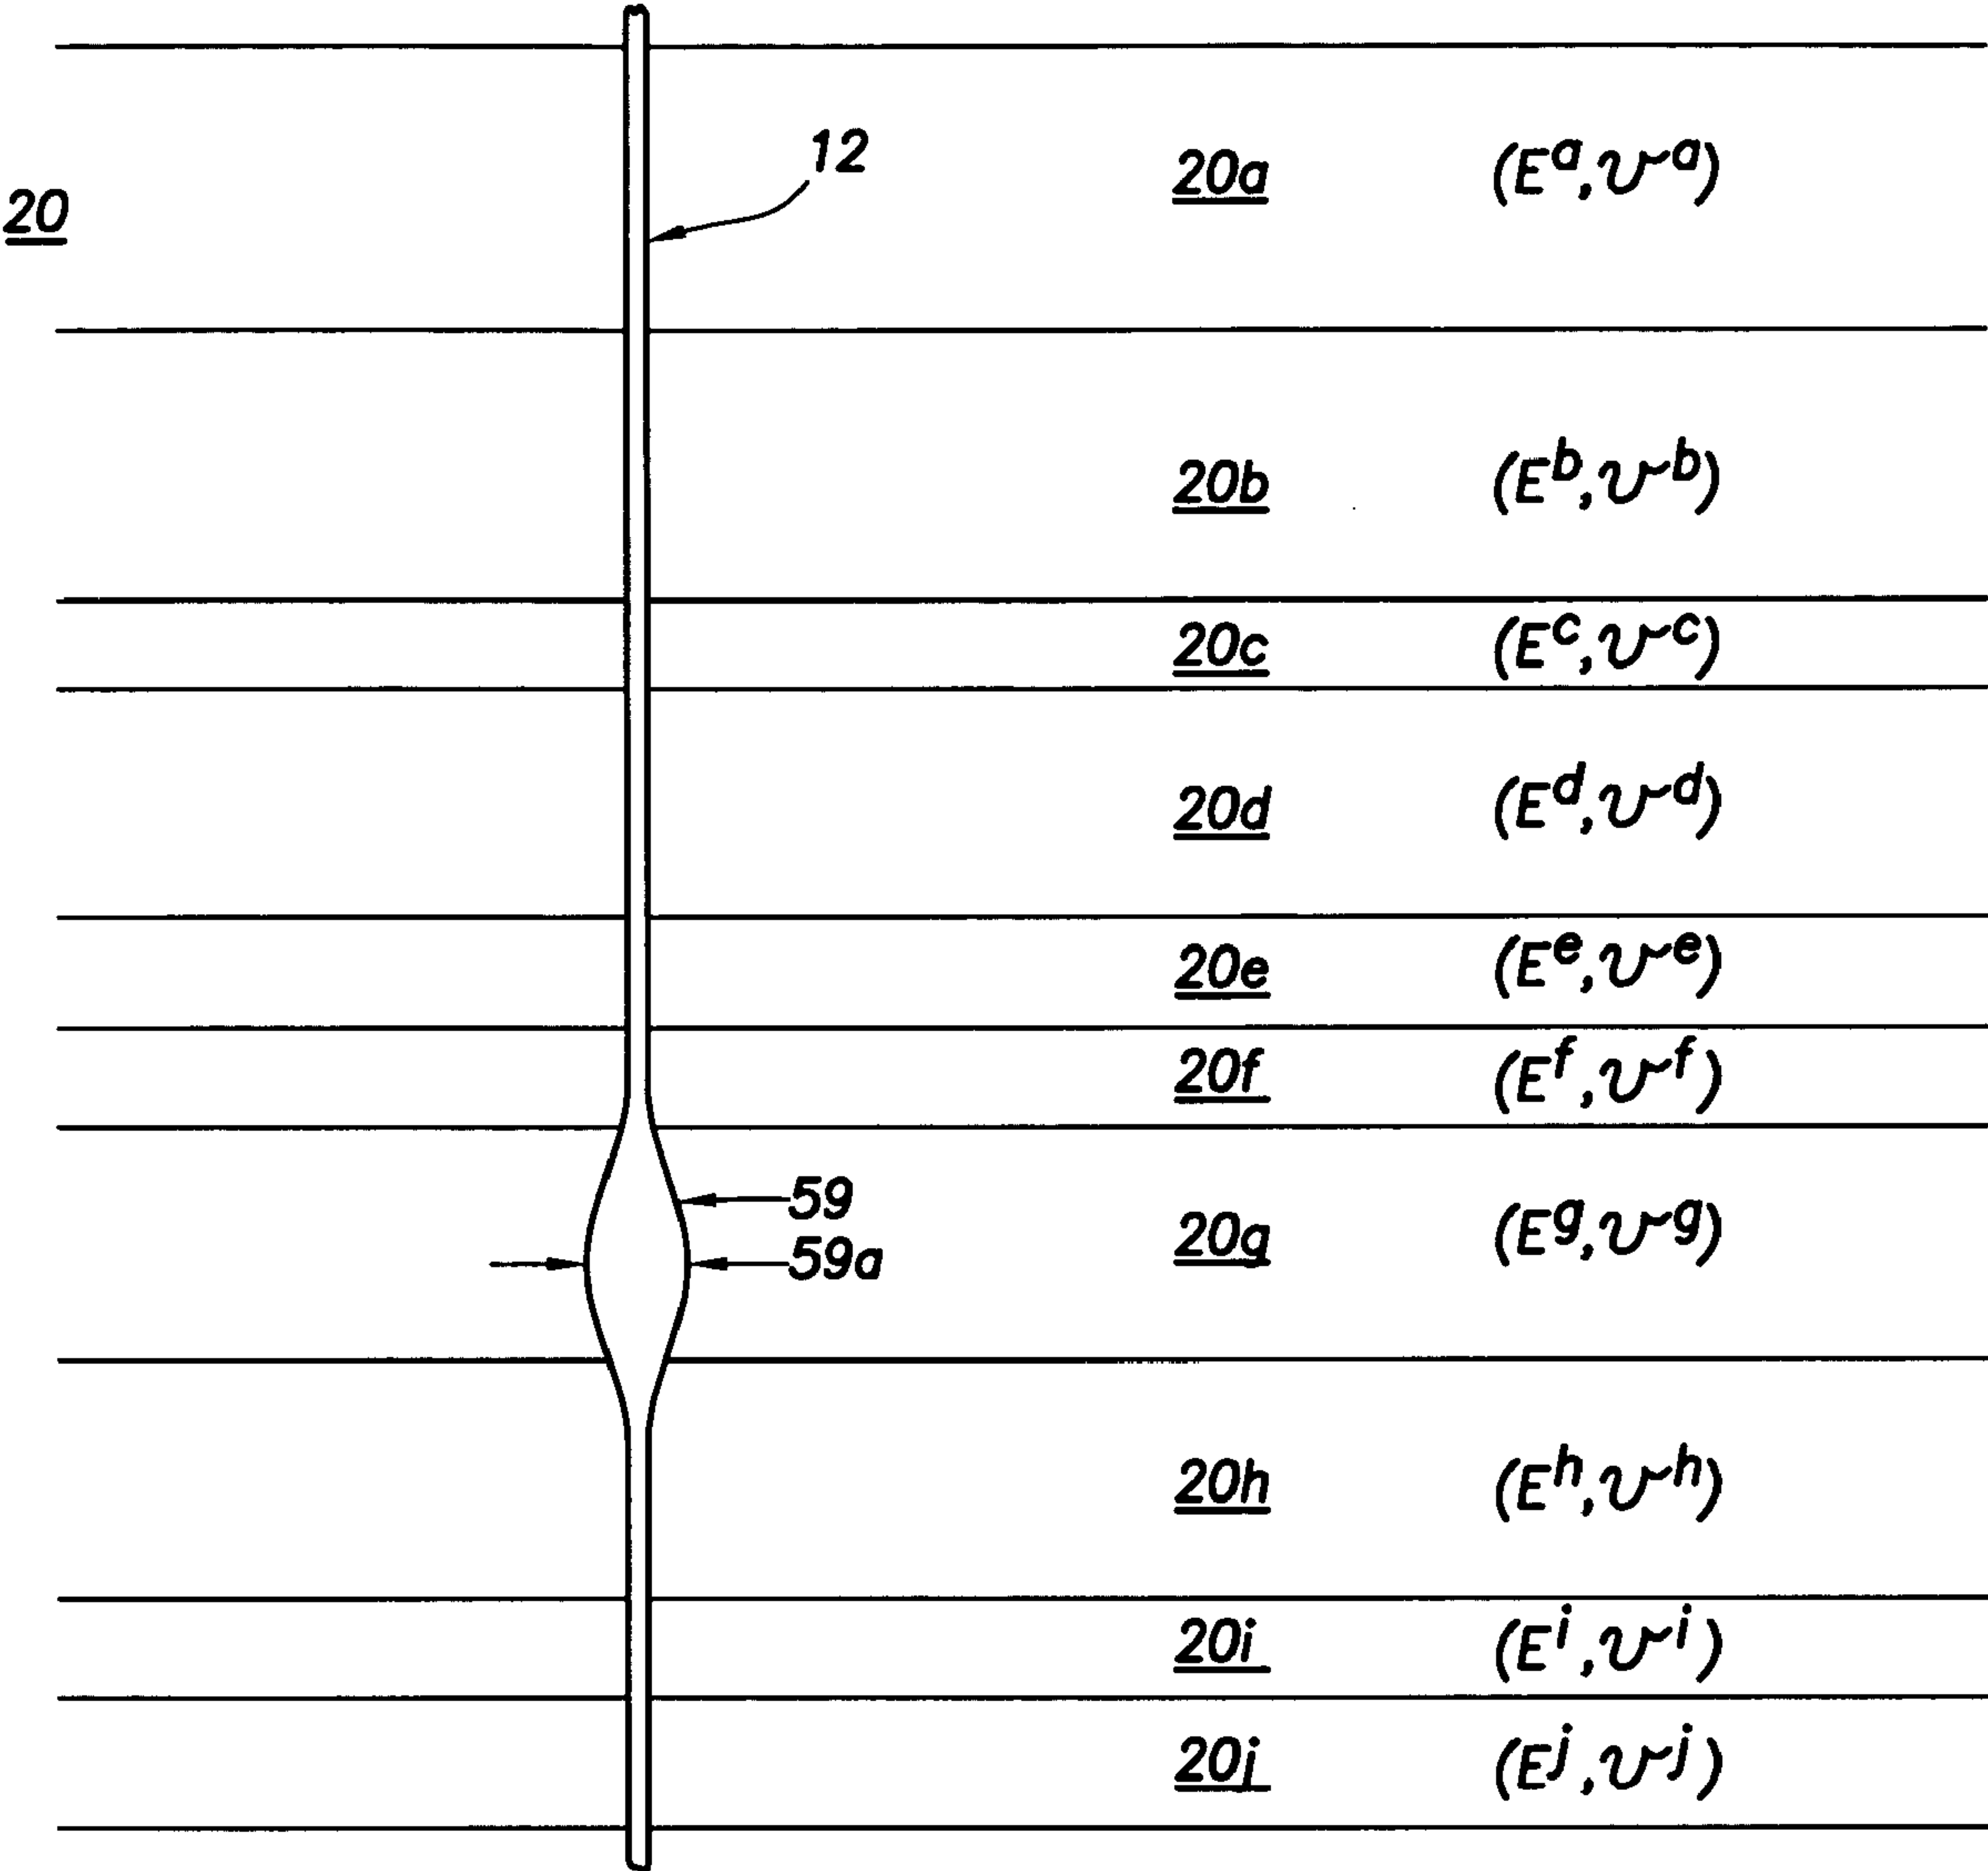 12
20a (E^a, ν^a)
20
20b (E^b, ν^b)
20c (E^c, ν^c)
20d (E^d, ν^d)
20e (E^e, ν^e)
20f (E^f, ν^f)
59
20g (E^g, ν^g)
59a
20h (E^h, ν^h)
20i (E^i, ν^i)
20j (E^j, ν^j)